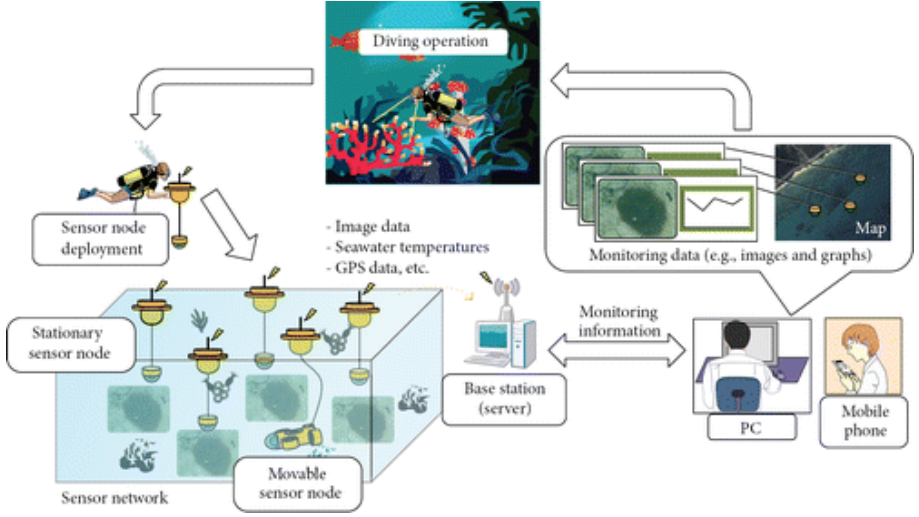 Diving operation
Sensor node
deployment
- Image data
- Seawater temperatures
- GPS data, etc.
Map
Monitoring data (e.g., images and graphs)
Stationary
sensor node
Monitoring
information
Base station
(server)
PC
Mobile
phone
Movable
sensor node
Sensor network